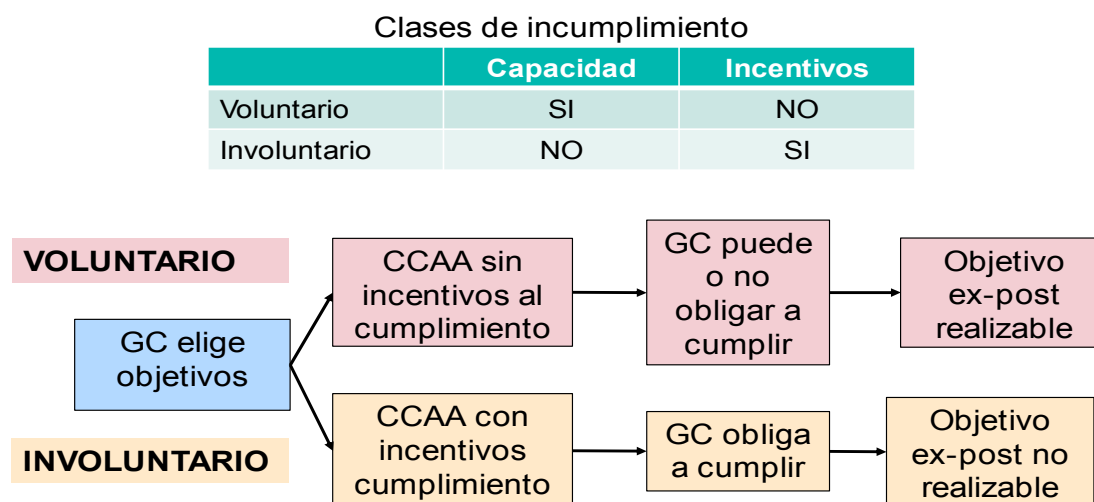 Clases de incumplimiento
Capacidad Incentivos
Voluntario SI NO
Involuntario NO SI
VOLUNTARIO
CCAA sin
incentivos al
cumplimiento
GC puede
o no
obligar a
cumplir
Objetivo
ex-post
realizable
GC elige
objetivos
INVOLUNTARIO
CCAA con
incentivos
cumplimiento
GC obliga
a cumplir
Objetivo
ex-post no
realizable